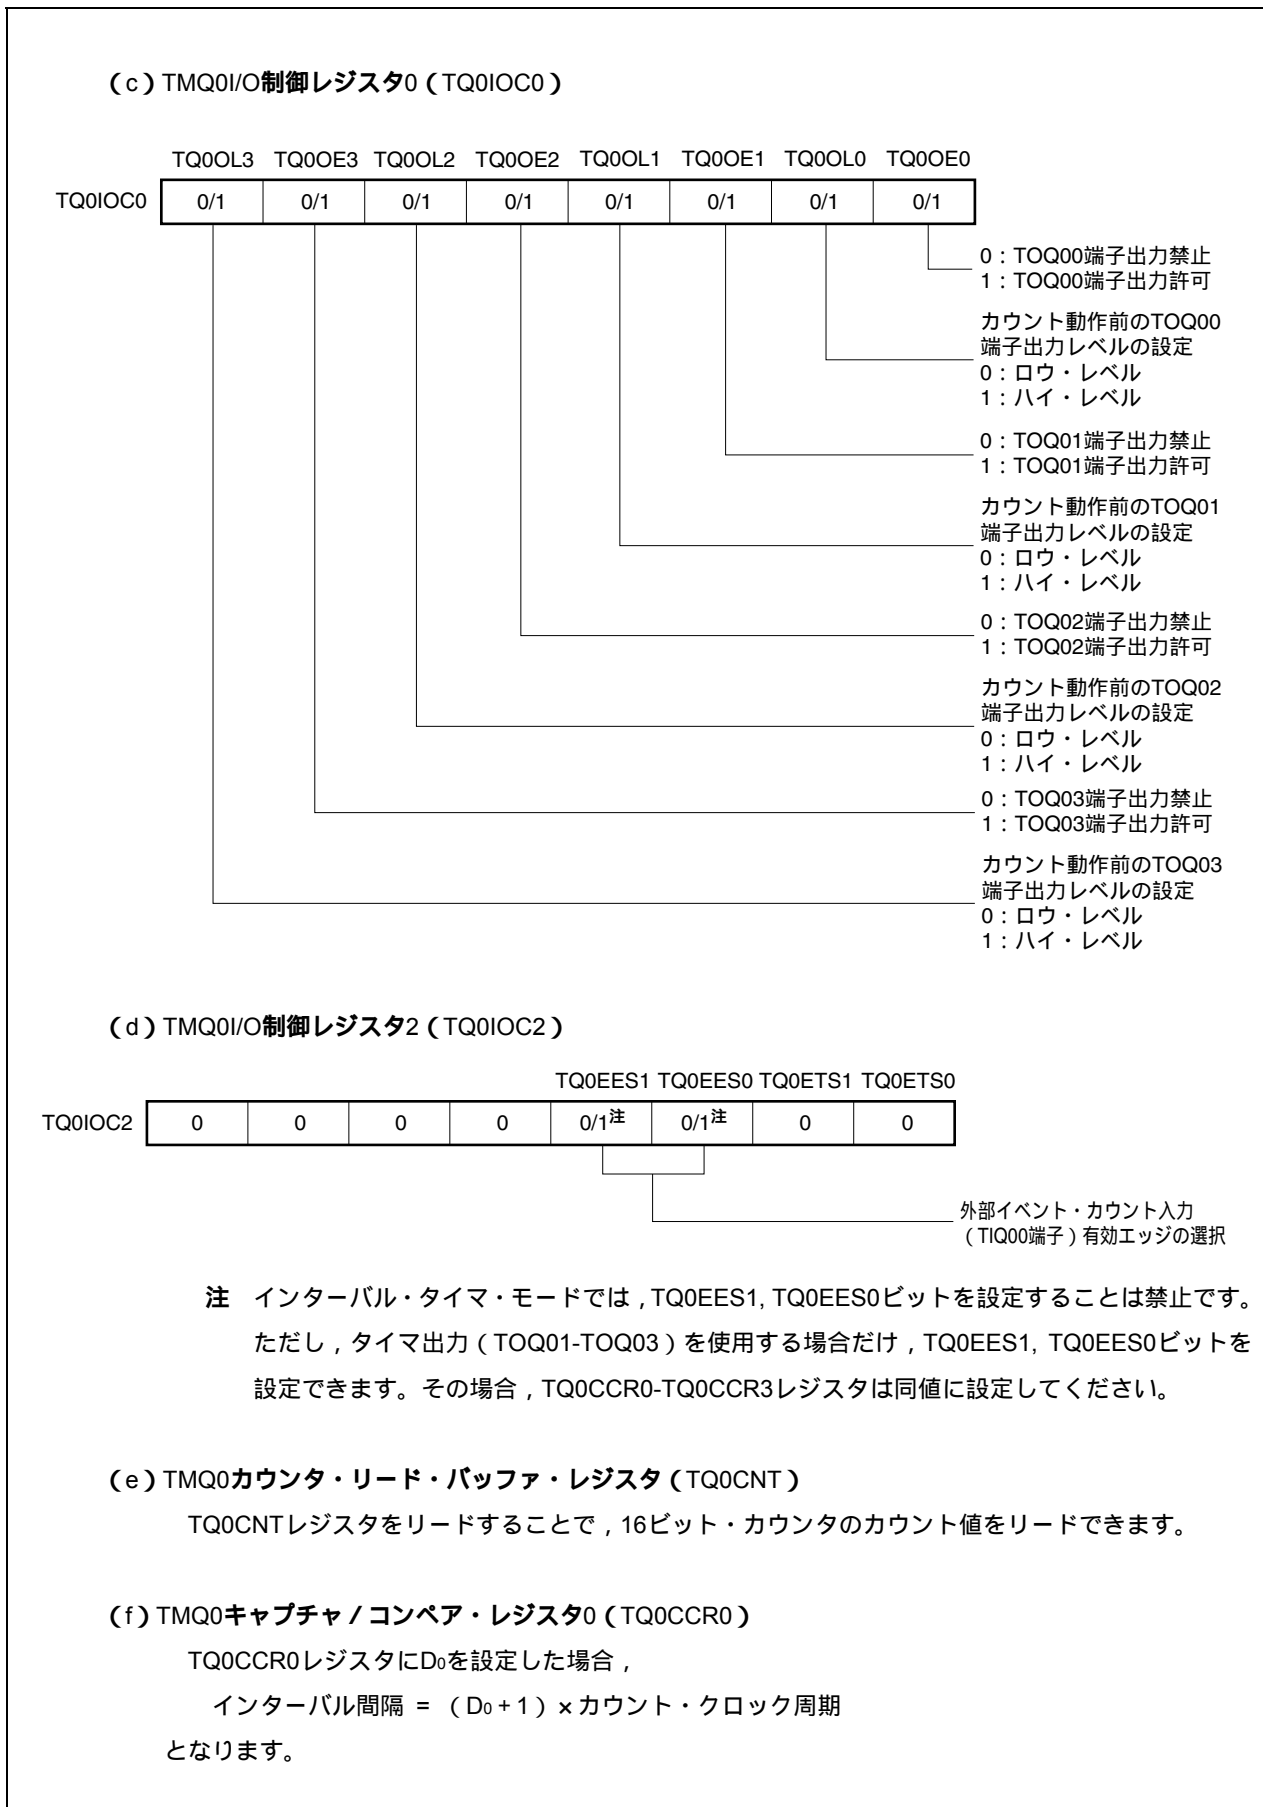 （c）TMQ0I/O制御レジスタ0（TQ0IOC0）
TQ0OL3 TQ0OE3 TQ0OL2 TQ0OE2 TQ0OL1 TQ0OE1 TQ0OL0 TQ0OE0
TQ0IOC0 0/1 0/1 0/1 0/1 0/1 0/1 0/1 0/1
0：TOQ00端子出力禁止
1：TOQ00端子出力許可
カウント動作前のTOQ00
端子出力レベルの設定
0：ロウ・レベル
1：ハイ・レベル
0：TOQ01端子出力禁止
1：TOQ01端子出力許可
カウント動作前のTOQ01
端子出力レベルの設定
0：ロウ・レベル
1：ハイ・レベル
0：TOQ02端子出力禁止
1：TOQ02端子出力許可
カウント動作前のTOQ02
端子出力レベルの設定
0：ロウ・レベル
1：ハイ・レベル
0：TOQ03端子出力禁止
1：TOQ03端子出力許可
カウント動作前のTOQ03
端子出力レベルの設定
0：ロウ・レベル
1：ハイ・レベル
（d）TMQ0I/O制御レジスタ2（TQ0IOC2）
TQ0EES1 TQ0EES0 TQ0ETS1 TQ0ETS0
TQ0IOC2 0 0 0 0 0/1注 0/1注 0 0
外部イベント・カウント入力
（TIQ00端子）有効エッジの選択
注 インターバル・タイマ・モードでは，TQ0EES1, TQ0EES0ビットを設定することは禁止です。
ただし，タイマ出力（TOQ01-TOQ03）を使用する場合だけ，TQ0EES1, TQ0EES0ビットを
設定できます。その場合，TQ0CCR0-TQ0CCR3レジスタは同値に設定してください。
（e）TMQ0カウンタ・リード・バッファ・レジスタ（TQ0CNT）
TQ0CNTレジスタをリードすることで，16ビット・カウンタのカウント値をリードできます。
（f）TMQ0キャプチャ／コンペア・レジスタ0（TQ0CCR0）
TQ0CCR0レジスタにD0を設定した場合，
インターバル間隔 =（D0＋1）×カウント・クロック周期
となります。